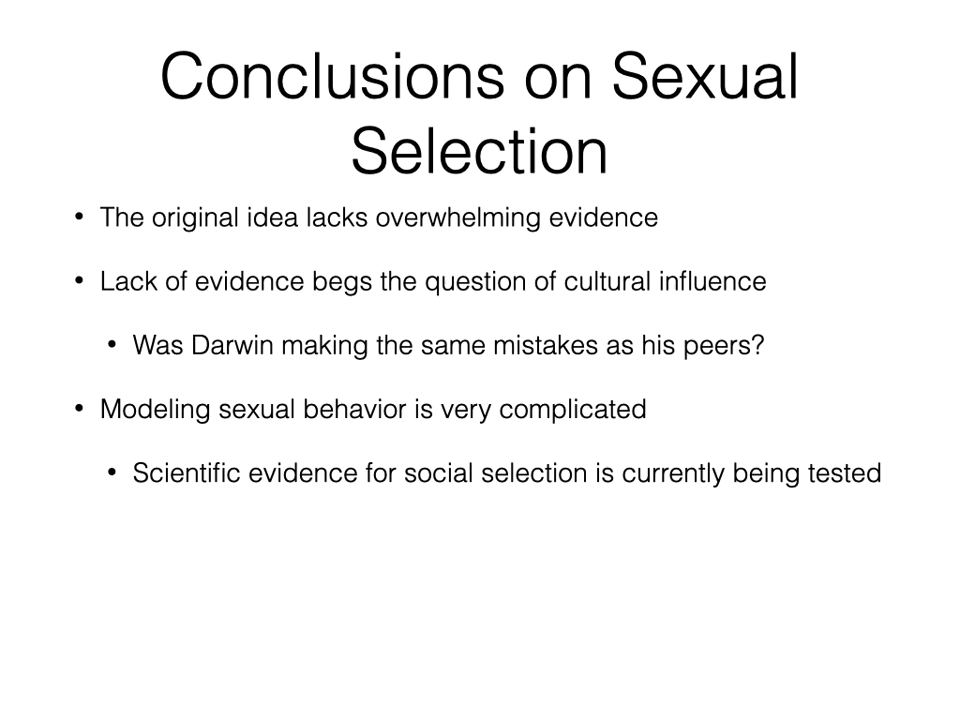 Conclusions on Sexual
Selection
• The original idea lacks overwhelming evidence
• Lack of evidence begs the question of cultural influence
• Was Darwin making the same mistakes as his peers?
• Modeling sexual behavior is very complicated
• Scientific evidence for social selection is currently being tested